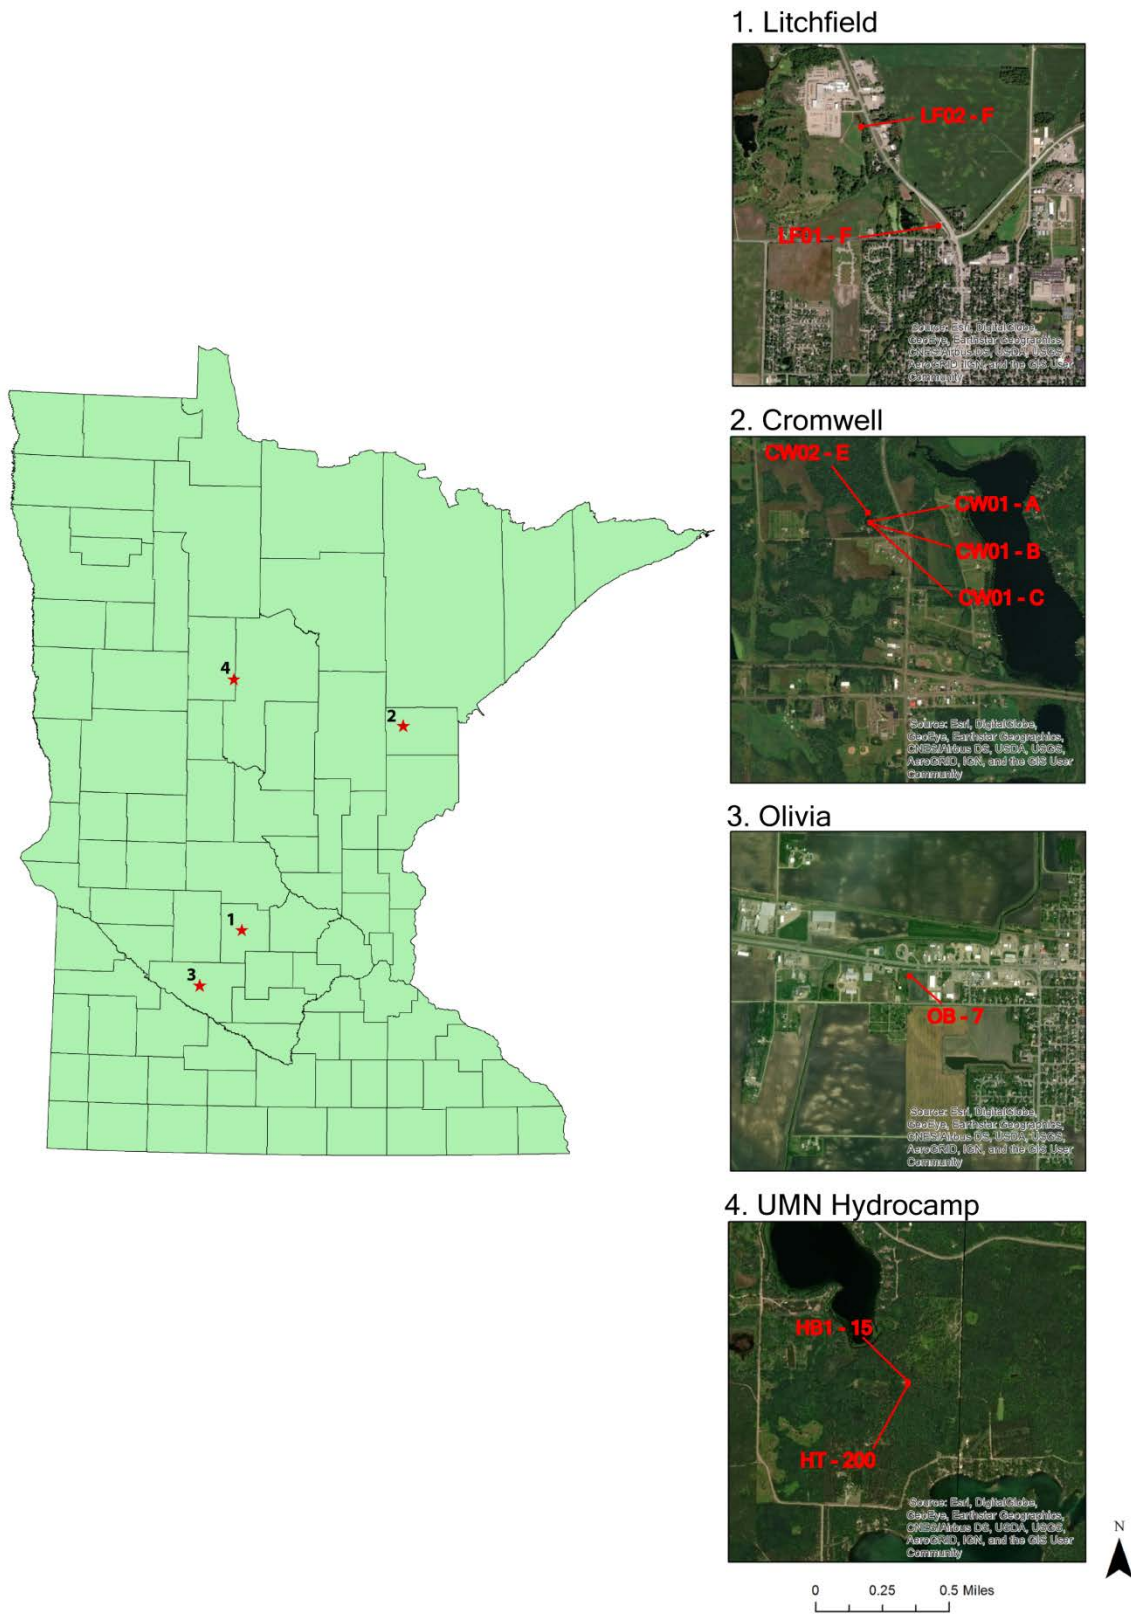 1. Litchfield
LF02 - F
LF01 - F
Source: Esri, DigitalGlobe,
GeoEye, Earthstar Geographics,
CNES/Airbus DS, USDA, USGS,
AeroGRID, IGN, and the GIS User
Community
2. Cromwell
CW02 - E
CW01 - A
CW01 - B
CW01 - C
Source: Esri, DigitalGlobe,
GeoEye, Earthstar Geographics,
CNES/Airbus DS, USDA, USGS,
AeroGRID, IGN, and the GIS User
Community
4
2
1
3
3. Olivia
OB - 7
Source: Esri, DigitalGlobe,
GeoEye, Earthstar Geographics,
CNES/Airbus DS, USDA, USGS,
AeroGRID, IGN, and the GIS User
Community
4. UMN Hydrocamp
HB1 - 15
HT - 200
Source: Esri, DigitalGlobe,
GeoEye, Earthstar Geographics,
CNES/Airbus DS, USDA, USGS,
AeroGRID, IGN, and the GIS User
Community
N
0 0.25 0.5 Miles